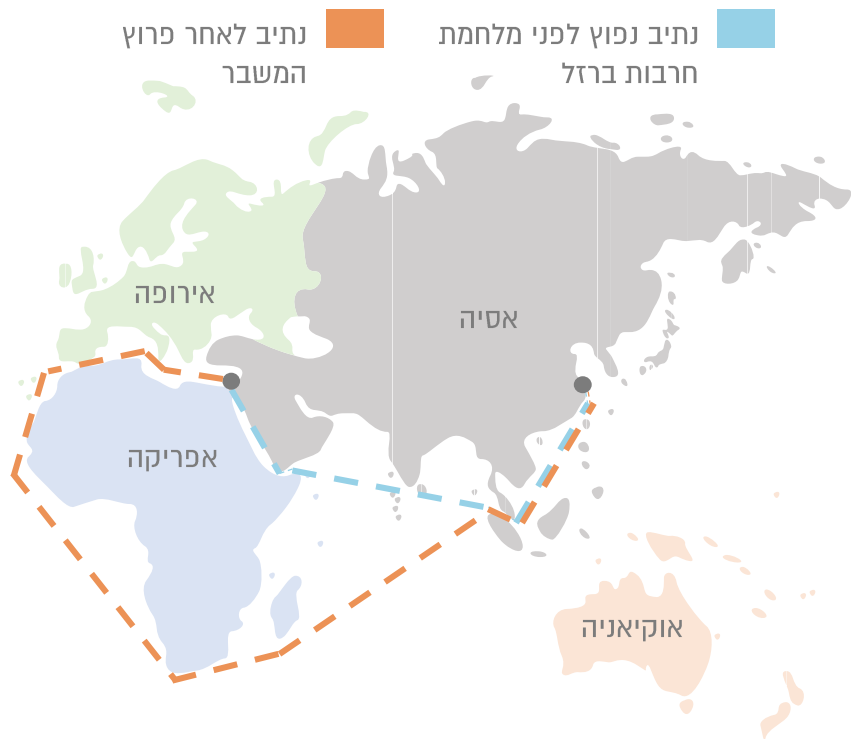 נתיב נפוץ לפני מלחמת
חרבות ברזל
נתיב לאחר פרוץ
המשבר
אירופה
אסיה
אפריקה
אוקיאניה